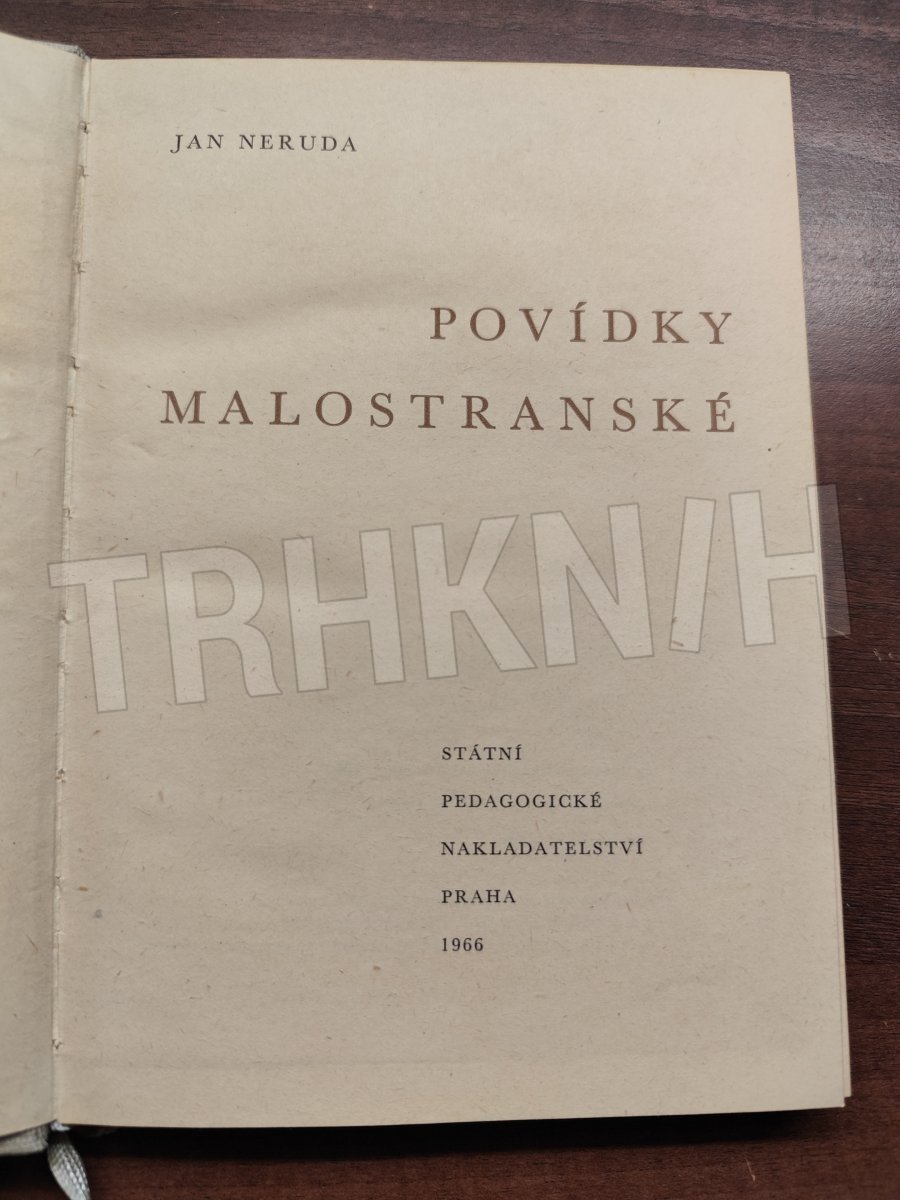 JAN NERUDA
POVÍDKY
MALOSTRANSKÉ
TRHKNIH
STÁTNÍ
PEDAGOGICKÉ
NAKLADATELSTVÍ
PRAHA
1966